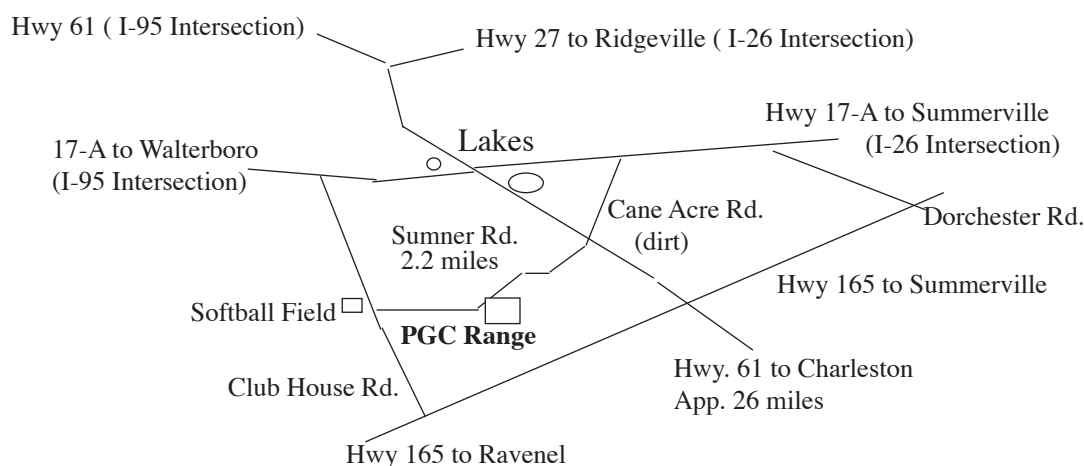 Hwy 61 ( I-95 Intersection)
Hwy 27 to Ridgeville ( I-26 Intersection)
Hwy 17-A to Summerville
(I-26 Intersection)
Lakes
17-A to Walterboro
(I-95 Intersection)
Cane Acre Rd.
(dirt)
Dorchester Rd.
Sumner Rd.
2.2 miles
Hwy 165 to Summerville
Softball Field
PGC Range
Hwy. 61 to Charleston
App. 26 miles
Club House Rd.
Hwy 165 to Ravenel